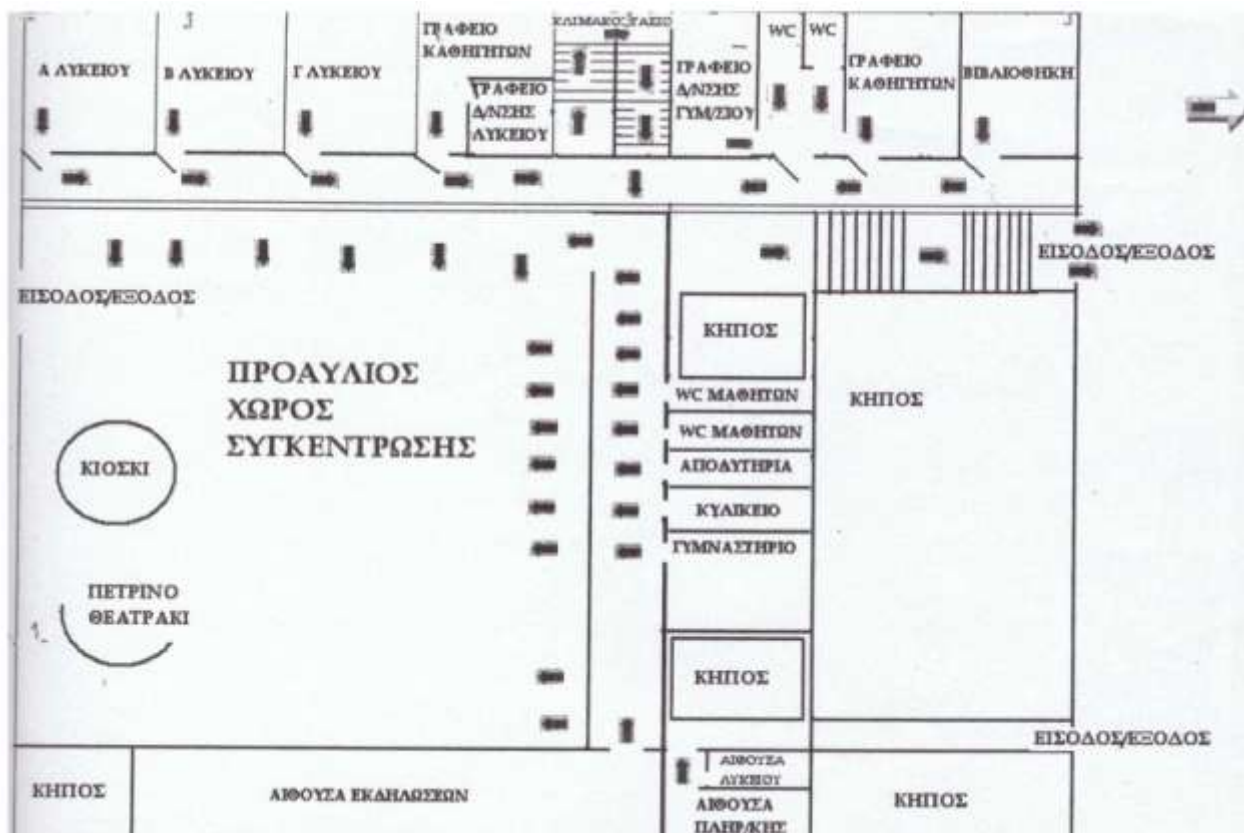 ΚΛΙΜΑΚΟΣΤΑΣΙΟ
Α ΛΥΚΕΙΟΥ
Β ΛΥΚΕΙΟΥ
Γ ΛΥΚΕΙΟΥ
ΓΡΑΦΕΙΟ
ΚΑΘΗΓΗΤΩΝ
ΓΡΑΦΕΙΟ
Δ/ΝΣΗΣ
ΛΥΚΕΙΟΥ
ΓΡΑΦΕΙΟ
Δ/ΝΣΗΣ
ΓΥΜ/ΣΙΟΥ
WC
WC
ΓΡΑΦΕΙΟ
ΚΑΘΗΓΗΤΩΝ
ΒΙΒΛΙΟΘΗΚΗ
ΕΙΣΟΔΟΣ/ΕΞΟΔΟΣ
ΕΙΣΟΔΟΣ/ΕΞΟΔΟΣ
ΠΡΟΑΥΛΙΟΣ
ΧΩΡΟΣ
ΣΥΓΚΕΝΤΡΩΣΗΣ
ΚΗΠΟΣ
WC ΜΑΘΗΤΩΝ
WC ΜΑΘΗΤΩΝ
ΑΠΟΔΥΤΗΡΙΑ
ΚΥΛΙΚΕΙΟ
ΓΥΜΝΑΣΤΗΡΙΟ
ΚΗΠΟΣ
ΚΙΟΣΚΙ
ΠΕΤΡΙΝΟ
ΘΕΑΤΡΑΚΙ
ΚΗΠΟΣ
ΕΙΣΟΔΟΣ/ΕΞΟΔΟΣ
ΚΗΠΟΣ
ΑΙΘΟΥΣΑ ΕΚΔΗΛΩΣΕΩΝ
ΑΙΘΟΥΣΑ
ΛΥΚΕΙΟΥ
ΑΙΘΟΥΣΑ
ΠΛΗΡ/ΚΗΣ
ΚΗΠΟΣ